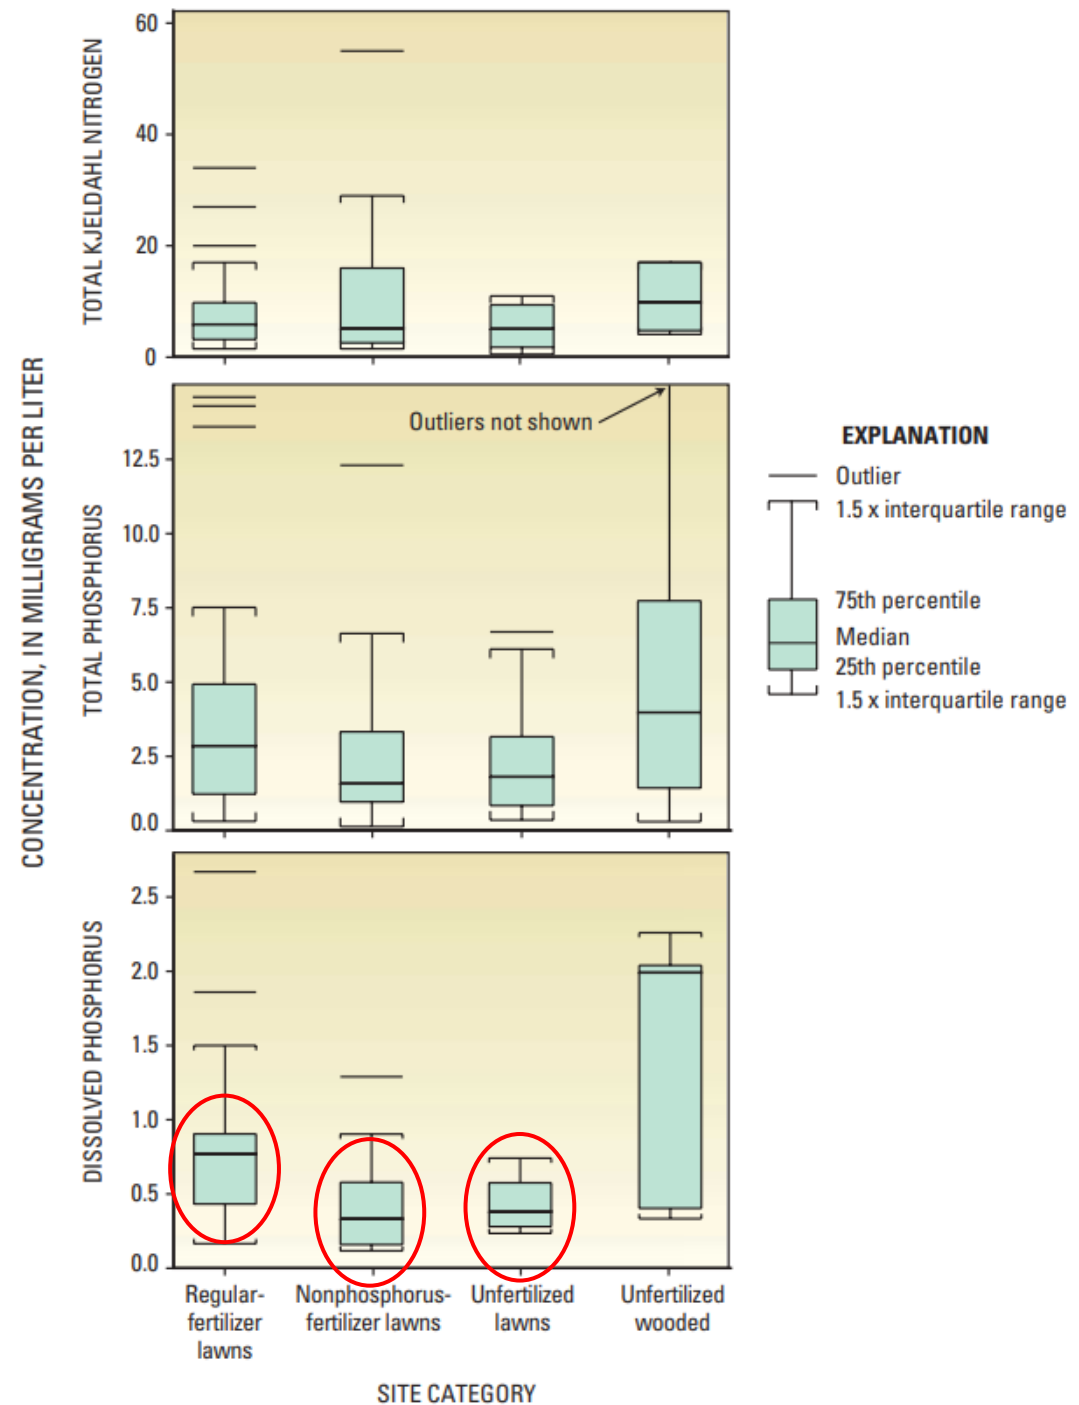 CONCENTRATION, IN MILLIGRAMS PER LITER
TOTAL KJELDAHL NITROGEN
60
40
20
0
TOTAL PHOSPHORUS
12.5
10.0
7.5
5.0
2.5
0.0
Outliers not shown
DISSOLVED PHOSPHORUS
2.5
2.0
1.5
1.0
0.5
0.0
Regular-
fertilizer
lawns
Nonphosphorus-
fertilizer lawns
Unfertilized
lawns
Unfertilized
wooded
SITE CATEGORY
EXPLANATION
Outlier
1.5 x interquartile range
75th percentile
Median
25th percentile
1.5 x interquartile range